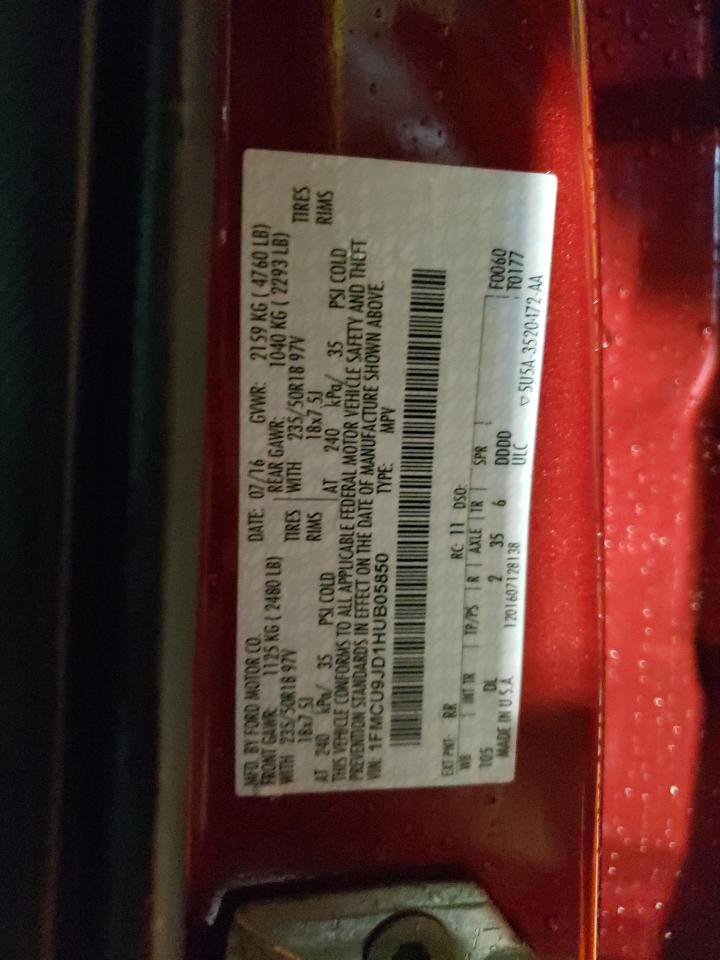 MFD. BY FORD MOTOR CO.
DATE: 07/16 GVWR: 2159 KG ( 4760 LB)
FRONT GAWR: 1125 KG ( 2480 LB) REAR GAWR: 1040 KG ( 2293 LB)
WITH 235/50R18 97V TIRES WITH 235/50R18 97V TIRES
18x7.5J RIMS 18x7.5J RIMS
AT 240 kPa/ 35 PSI COLD AT 240 kPa/ 35 PSI COLD
THIS VEHICLE CONFORMS TO ALL APPLICABLE FEDERAL MOTOR VEHICLE SAFETY AND THEFT
PREVENTION STANDARDS IN EFFECT ON THE DATE OF MANUFACTURE SHOWN ABOVE.
VIN: 1FMCU9JD1HUB05850 TYPE: MPV
EXT PNT: RR RC: 11 DSO:
WB INT TR TP/PS R AXLE TR SPR F0060
105 DL 2 35 6 DDDD T0177
MADE IN U.S.A. 1201607128138 ULC
5U5A-3520472-AA